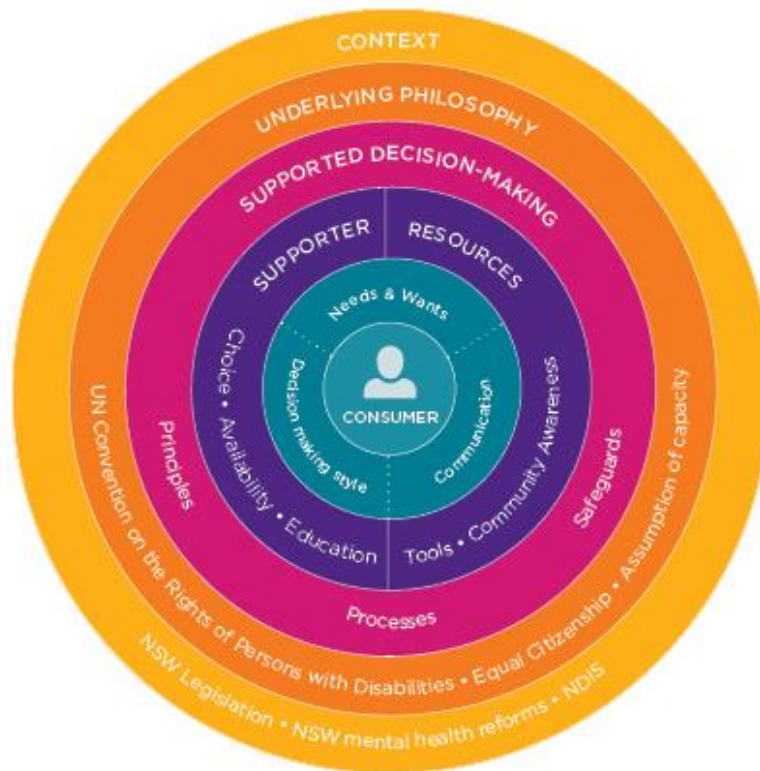 CONTEXT
UNDERLYING PHILOSOPHY
SUPPORTED DECISION-MAKING
SUPPORTER
RESOURCES
Needs & Wants
Decision making style
Communication
CONSUMER
Choice • Availability • Education
Tools • Community Awareness
Principles
Processes
Safeguards
UN Convention on the Rights of Persons with Disabilities • Equal Citizenship • Assumption of capacity
NSW Legislation • NSW mental health reforms • NDIS